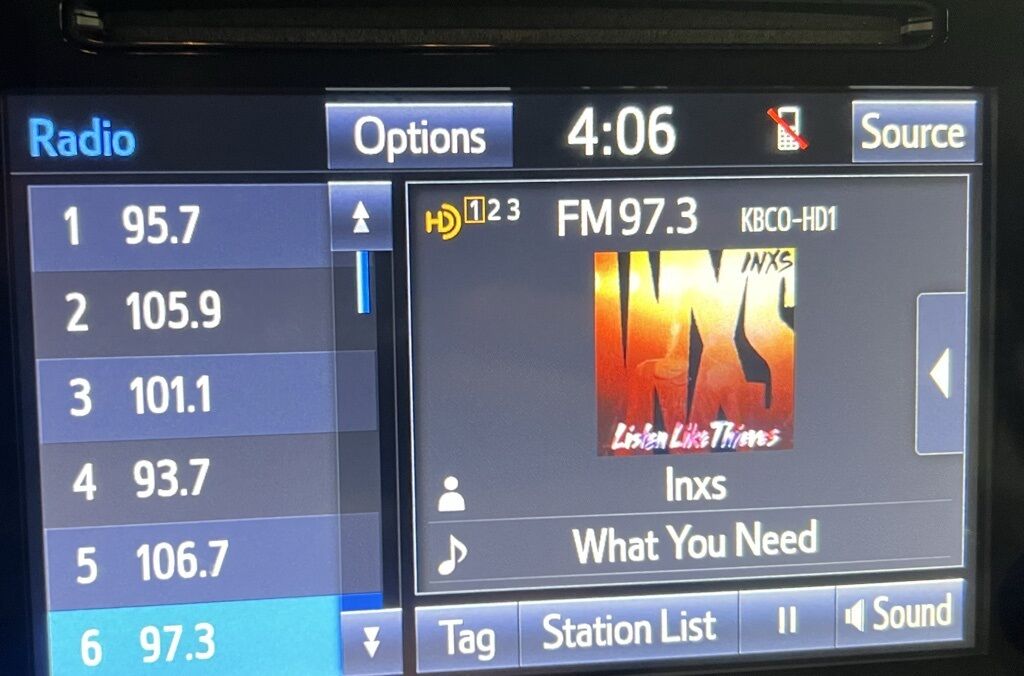 Radio
Options
4:06
Source
1 95.7
2 105.9
3 101.1
4 93.7
5 106.7
6 97.3
HD 1 2 3
FM 97.3
KBCO-HD1
INXS
INXS
Listen Like Thieves
Inxs
What You Need
Tag
Station List
Sound